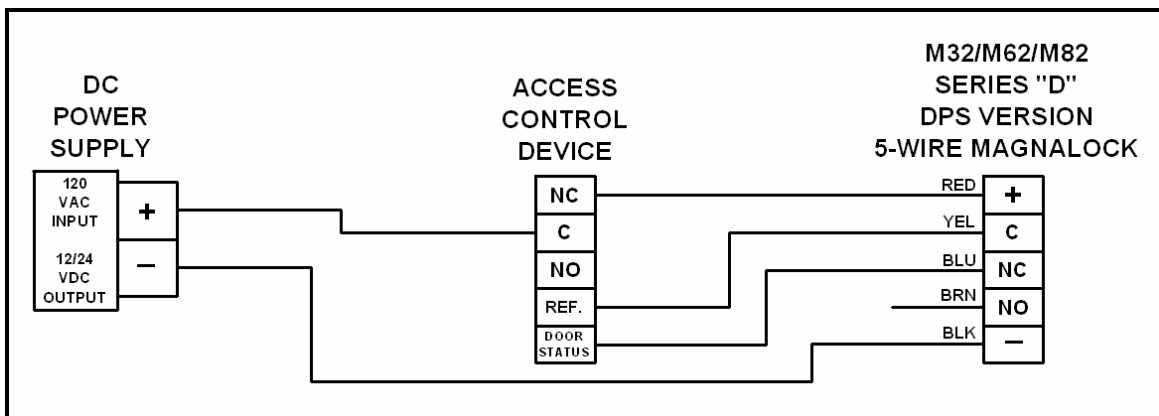 DC
POWER
SUPPLY
120
VAC
INPUT
12/24
VDC
OUTPUT
+
−
ACCESS
CONTROL
DEVICE
NC
C
NO
REF.
DOOR
STATUS
M32/M62/M82
SERIES "D"
DPS VERSION
5-WIRE MAGNALOCK
RED +
YEL C
BLU NC
BRN NO
BLK −